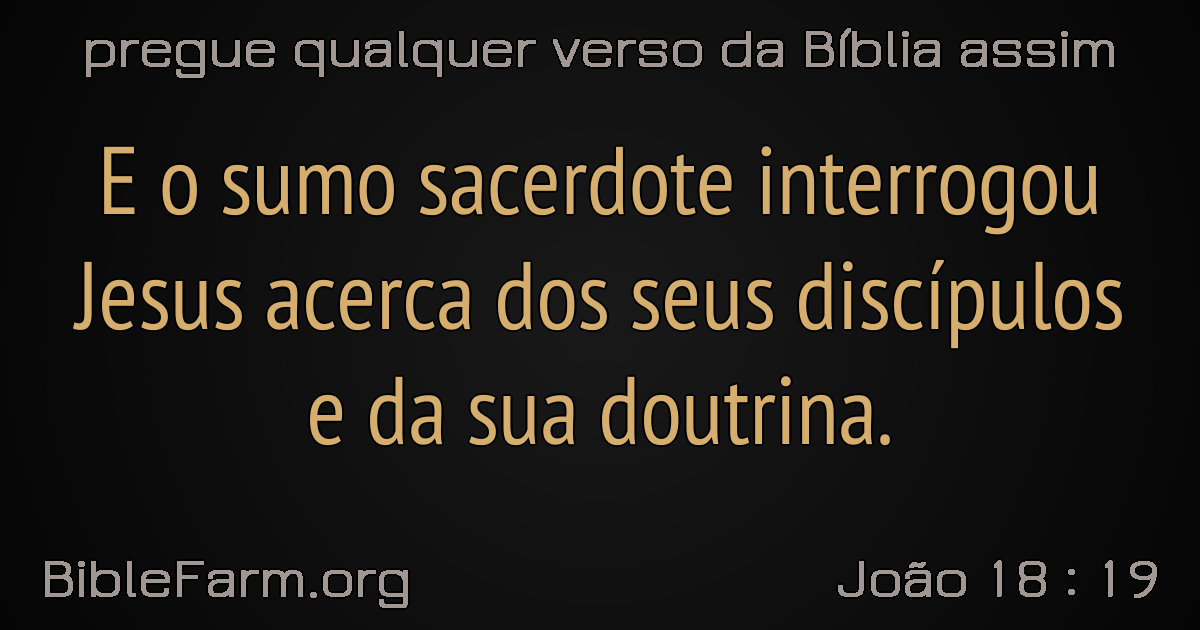 pregue qualquer verso da Bíblia assim
E o sumo sacerdote interrogou
Jesus acerca dos seus discípulos
e da sua doutrina.
BibleFarm.org
João 18 : 19